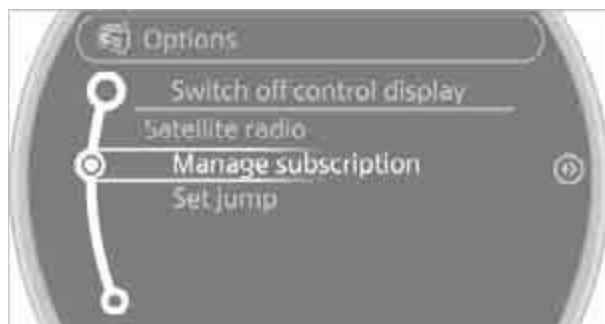 Options
Switch off control display
Satellite radio
Manage subscription
Set jump